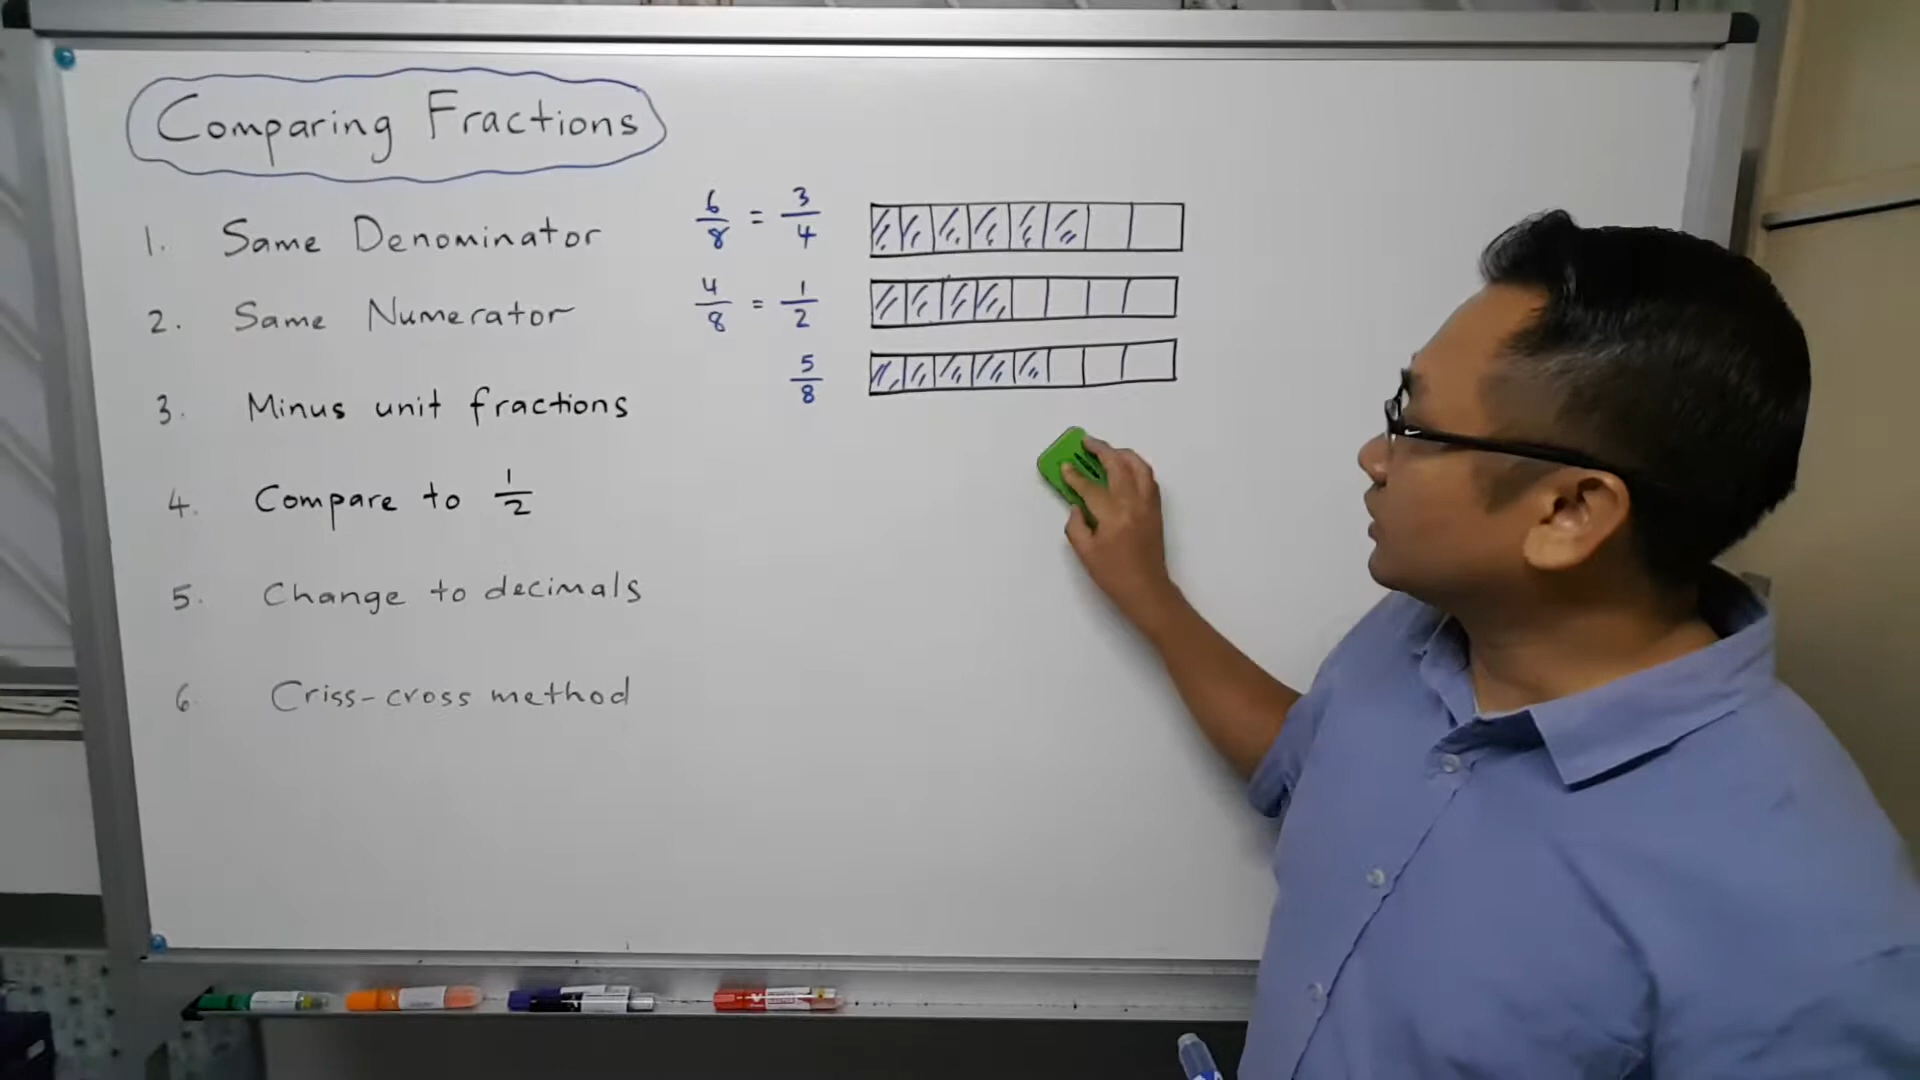 Comparing Fractions
1. Same Denominator
6/8 = 3/4
2. Same Numerator
4/8 = 1/2
5/8
3. Minus unit fractions
4. Compare to 1/2
5. Change to decimals
6. Criss-cross method